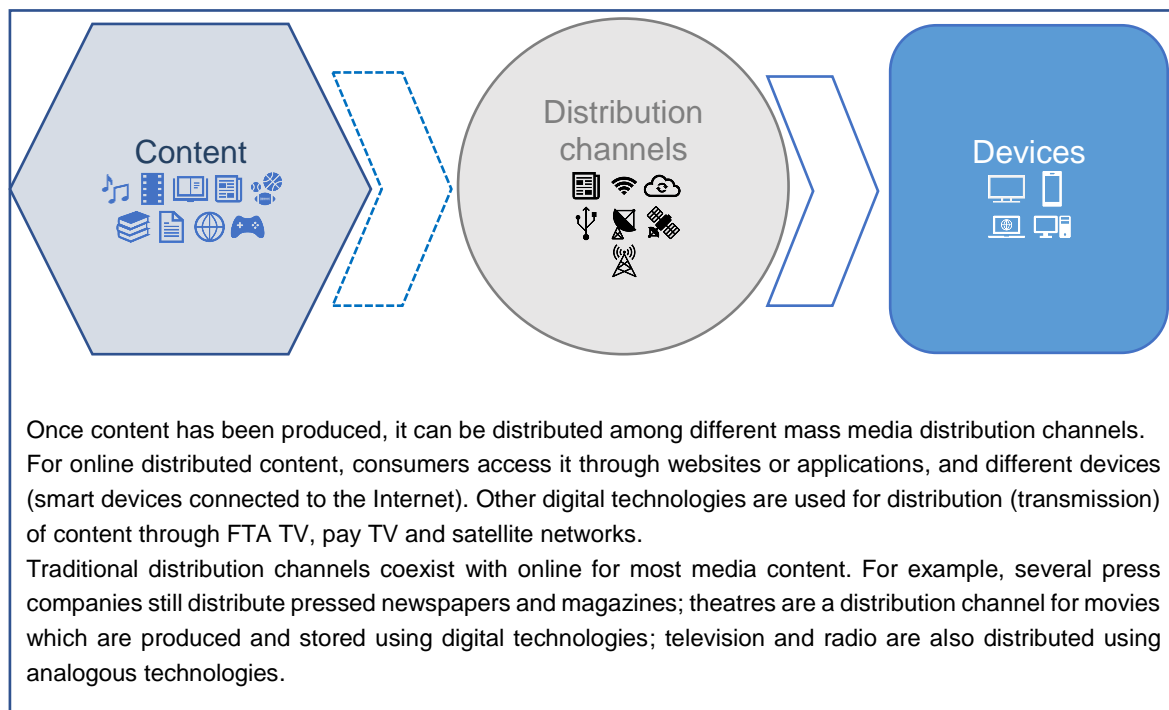 Content
Distribution
channels
Devices
Once content has been produced, it can be distributed among different mass media distribution channels.
For online distributed content, consumers access it through websites or applications, and different devices
(smart devices connected to the Internet). Other digital technologies are used for distribution (transmission)
of content through FTA TV, pay TV and satellite networks.
Traditional distribution channels coexist with online for most media content. For example, several press
companies still distribute pressed newspapers and magazines; theatres are a distribution channel for movies
which are produced and stored using digital technologies; television and radio are also distributed using
analogous technologies.